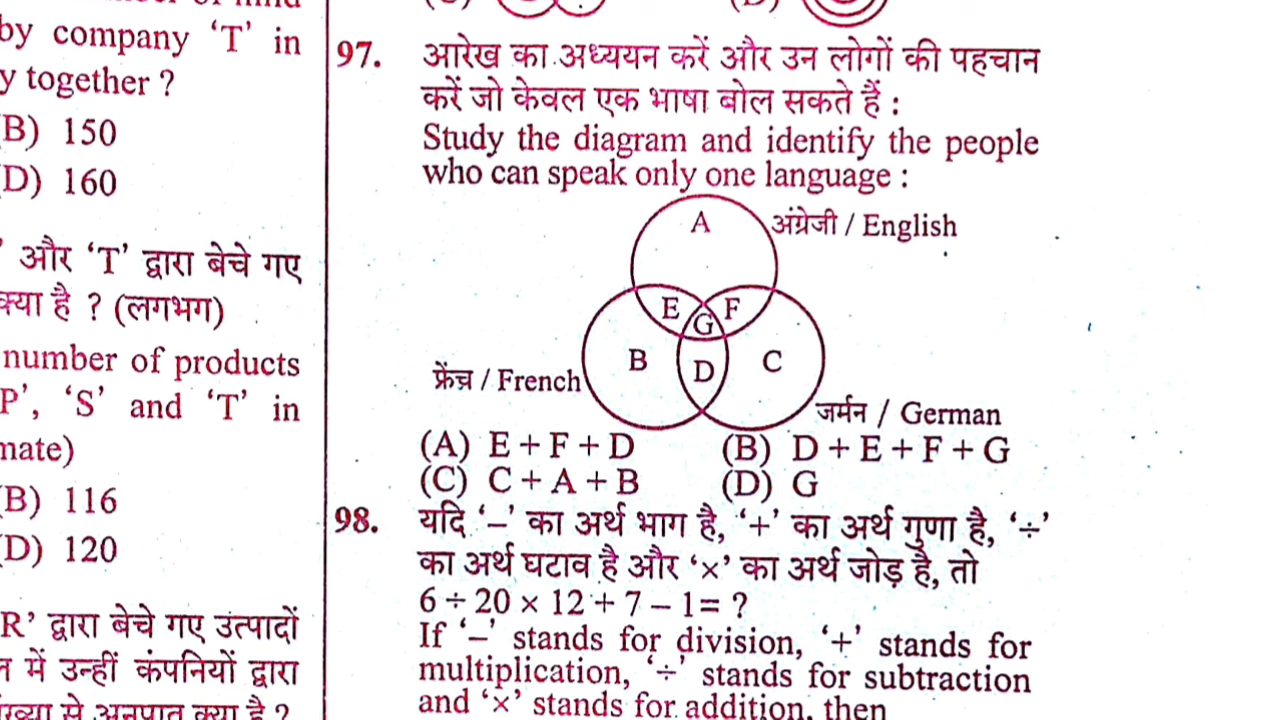 by company ‘T’ in
y together ?
(B) 150
(D) 160
’ और ‘T’ द्वारा बेचे गए
क्या है ? (लगभग)
number of products
P’, ‘S’ and ‘T’ in
mate)
(B) 116
(D) 120
R’ द्वारा बेचे गए उत्पादों
त में उन्हीं कंपनियों द्वारा
97. आरेख का अध्ययन करें और उन लोगों की पहचान
करें जो केवल एक भाषा बोल सकते हैं :
Study the diagram and identify the people
who can speak only one language :
A
अंग्रेजी / English
E
F
G
B
D
C
फ्रेंच / French
जर्मन / German
(A) E + F + D (B) D + E + F + G
(C) C + A + B (D) G
98. यदि ‘–’ का अर्थ भाग है, ‘+’ का अर्थ गुणा है, ‘÷’
का अर्थ घटाव है और ‘×’ का अर्थ जोड़ है, तो
6 ÷ 20 × 12 + 7 – 1= ?
If ‘–’ stands for division, ‘+’ stands for
multiplication, ‘÷’ stands for subtraction
and ‘×’ stands for addition, then